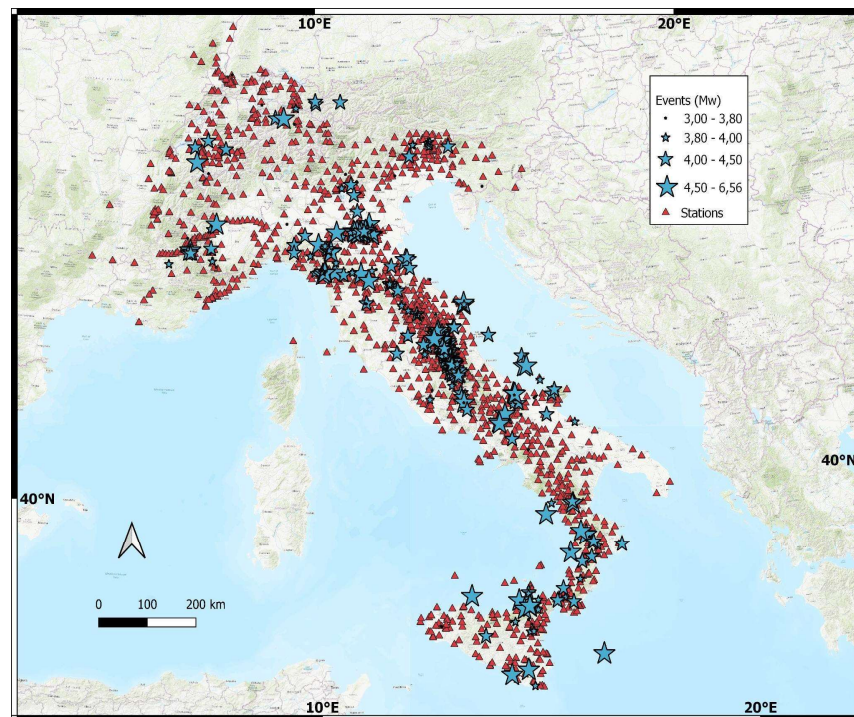 10°E 20°E
Events (Mw)
3,00 - 3,80
3,80 - 4,00
4,00 - 4,50
4,50 - 6,56
Stations
40°N
40°N
0 100 200 km
10°E 20°E